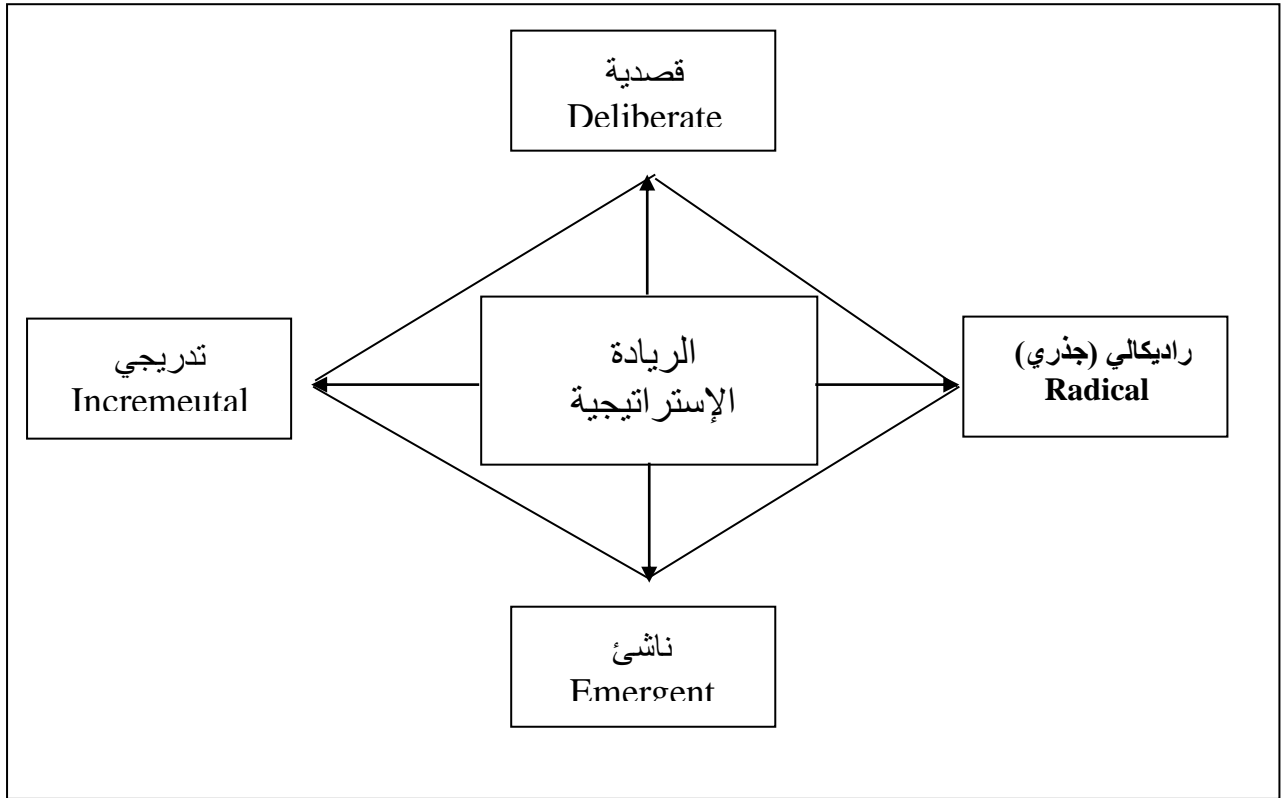 قصدية
Deliberate
تدريجي
Incremeutal
الريادة
الإستراتيجية
راديكالي (جذري)
Radical
ناشئ
Emergent